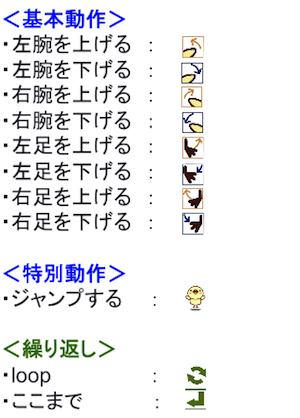 ＜基本動作＞
・左腕を上げる ：
・左腕を下げる ：
・右腕を上げる ：
・右腕を下げる ：
・左足を上げる ：
・左足を下げる ：
・右足を上げる ：
・右足を下げる ：
＜特別動作＞
・ジャンプする ：
＜繰り返し＞
・loop ：
・ここまで ：